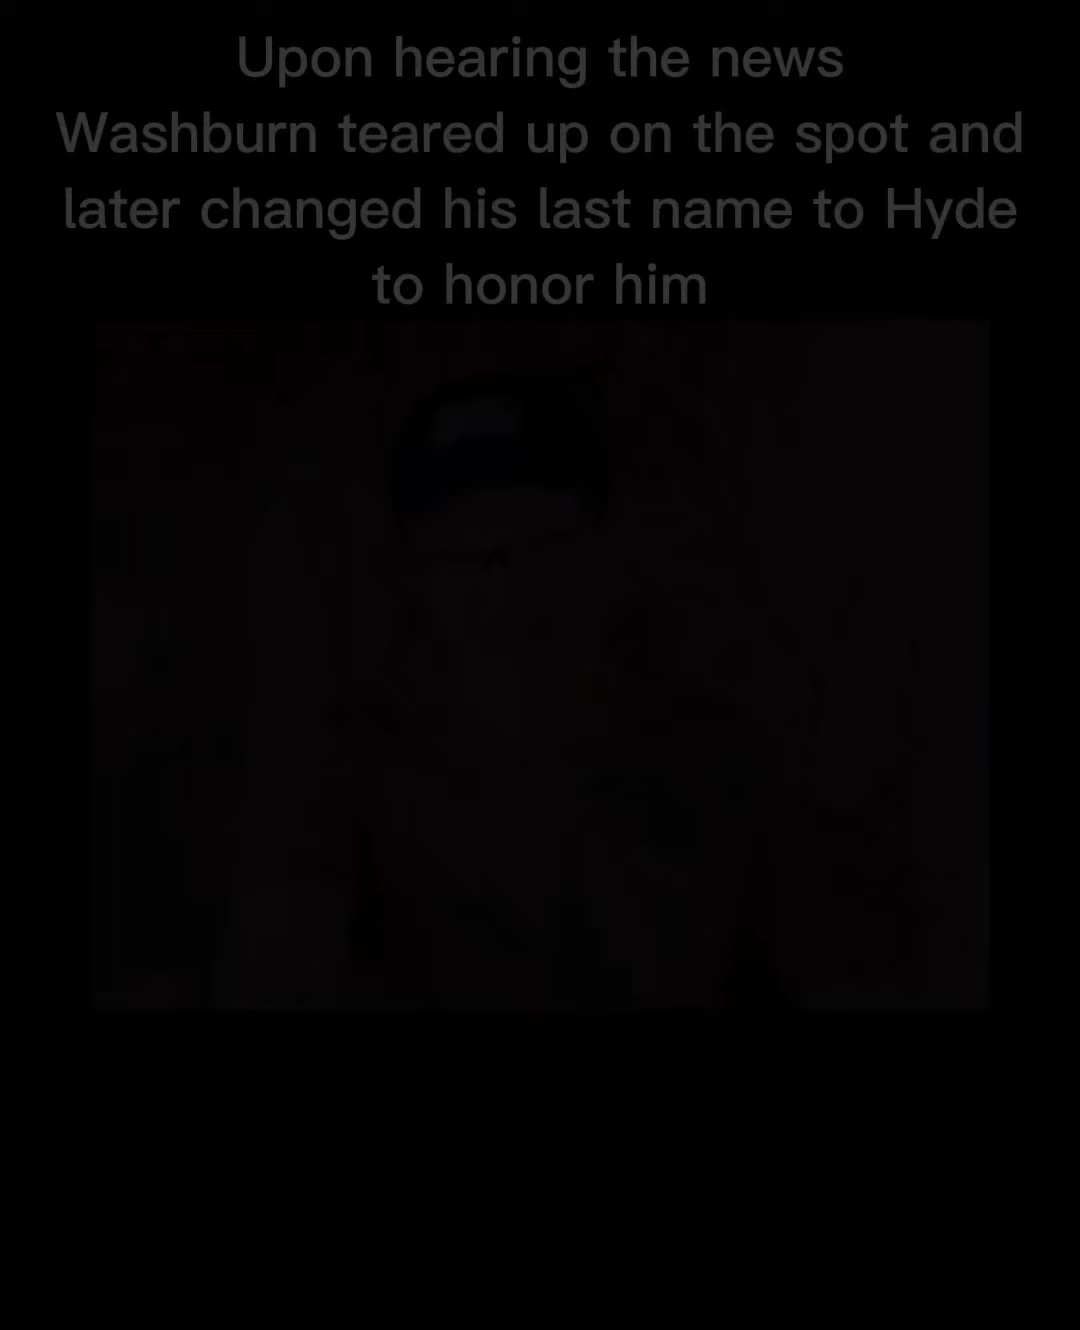 Upon hearing the news
Washburn teared up on the spot and
later changed his last name to Hyde
to honor him